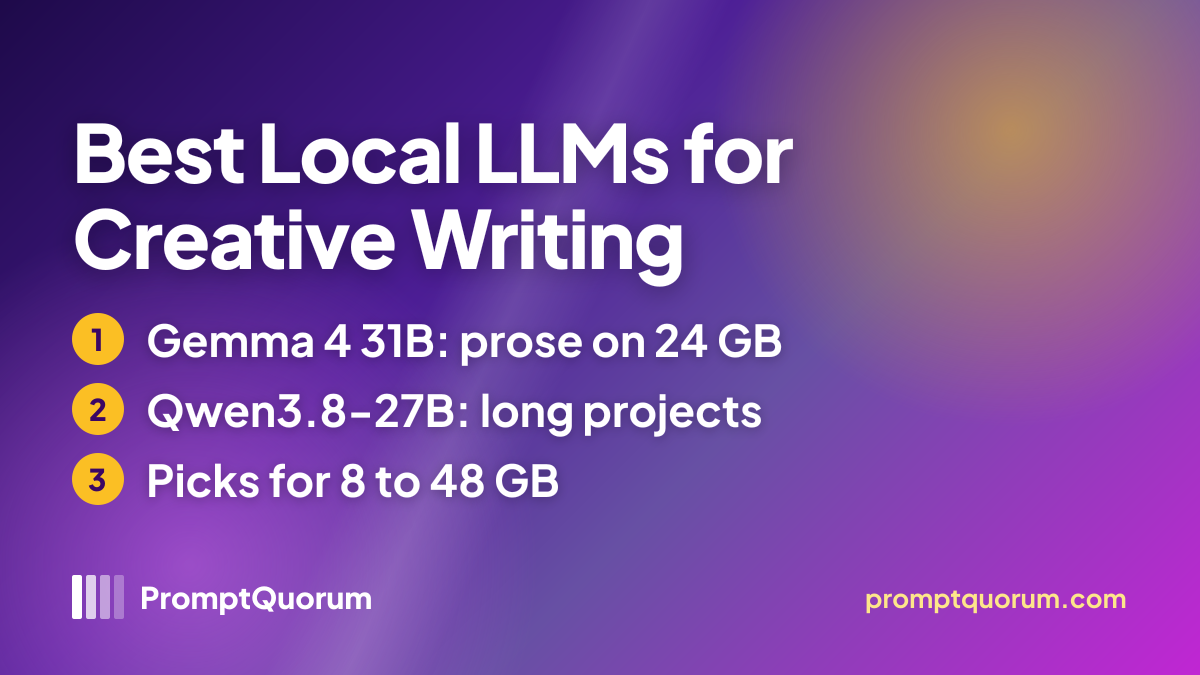 Best Local LLMs for
Creative Writing
1 Gemma 4 31B: prose on 24 GB
2 Qwen3.8-27B: long projects
3 Picks for 8 to 48 GB
PromptQuorum
promptquorum.com